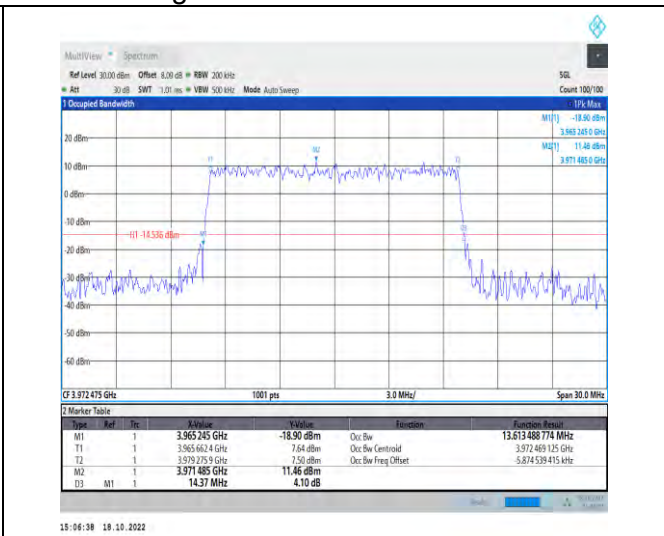 MultiView Spectrum
Ref Level 30.00 dBm Offset 8.00 dB RBW 200 kHz SGL
Att 30 dB SWT 1.01 ms VBW 500 kHz Mode Auto Sweep Count 100/100
1 Occupied Bandwidth 1Pk Max
M1[1] -18.90 dBm
3.965 245 0 GHz
M2[1] 11.46 dBm
3.971 485 0 GHz
20 dBm
M2
T1 T2
10 dBm
0 dBm
-10 dBm
H1 -14.536 dBm
M1
D3
-20 dBm
-30 dBm
-40 dBm
-50 dBm
-60 dBm
CF 3.972 475 GHz 1001 pts 3.0 MHz/ Span 30.0 MHz
2 Marker Table
Type Ref Trc X-Value Y-Value Function Function Result
M1 1 3.965 245 GHz -18.90 dBm Occ Bw 13.613 488 774 MHz
T1 1 3.965 662 4 GHz 7.64 dBm Occ Bw Centroid 3.972 469 125 GHz
T2 1 3.979 275 9 GHz 7.50 dBm Occ Bw Freq Offset -5.874 539 415 kHz
M2 1 3.971 485 GHz 11.46 dBm
D3 M1 1 14.37 MHz 4.10 dB
15:06:38 18.10.2022